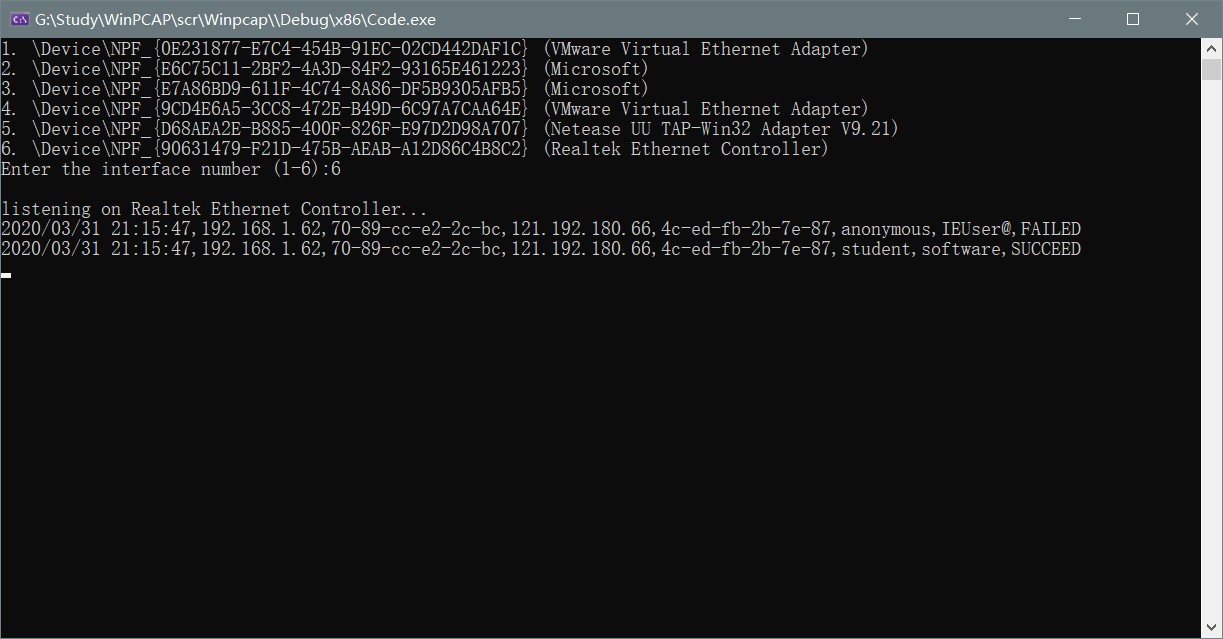 G:\Study\WinPCAP\scr\Winpcap\\Debug\x86\Code.exe
1. \Device\NPF_{0E231877-E7C4-454B-91EC-02CD442DAF1C} (VMware Virtual Ethernet Adapter)
2. \Device\NPF_{E6C75C11-2BF2-4A3D-84F2-93165E461223} (Microsoft)
3. \Device\NPF_{E7A86BD9-611F-4C74-8A86-DF5B9305AFB5} (Microsoft)
4. \Device\NPF_{9CD4E6A5-3CC8-472E-B49D-6C97A7CAA64E} (VMware Virtual Ethernet Adapter)
5. \Device\NPF_{D68AEA2E-B885-400F-826F-E97D2D98A707} (Netease UU TAP-Win32 Adapter V9.21)
6. \Device\NPF_{90631479-F21D-475B-AEAB-A12D86C4B8C2} (Realtek Ethernet Controller)
Enter the interface number (1-6):6
listening on Realtek Ethernet Controller...
2020/03/31 21:15:47,192.168.1.62,70-89-cc-e2-2c-bc,121.192.180.66,4c-ed-fb-2b-7e-87,anonymous,IEUser@,FAILED
2020/03/31 21:15:47,192.168.1.62,70-89-cc-e2-2c-bc,121.192.180.66,4c-ed-fb-2b-7e-87,student,software,SUCCEED